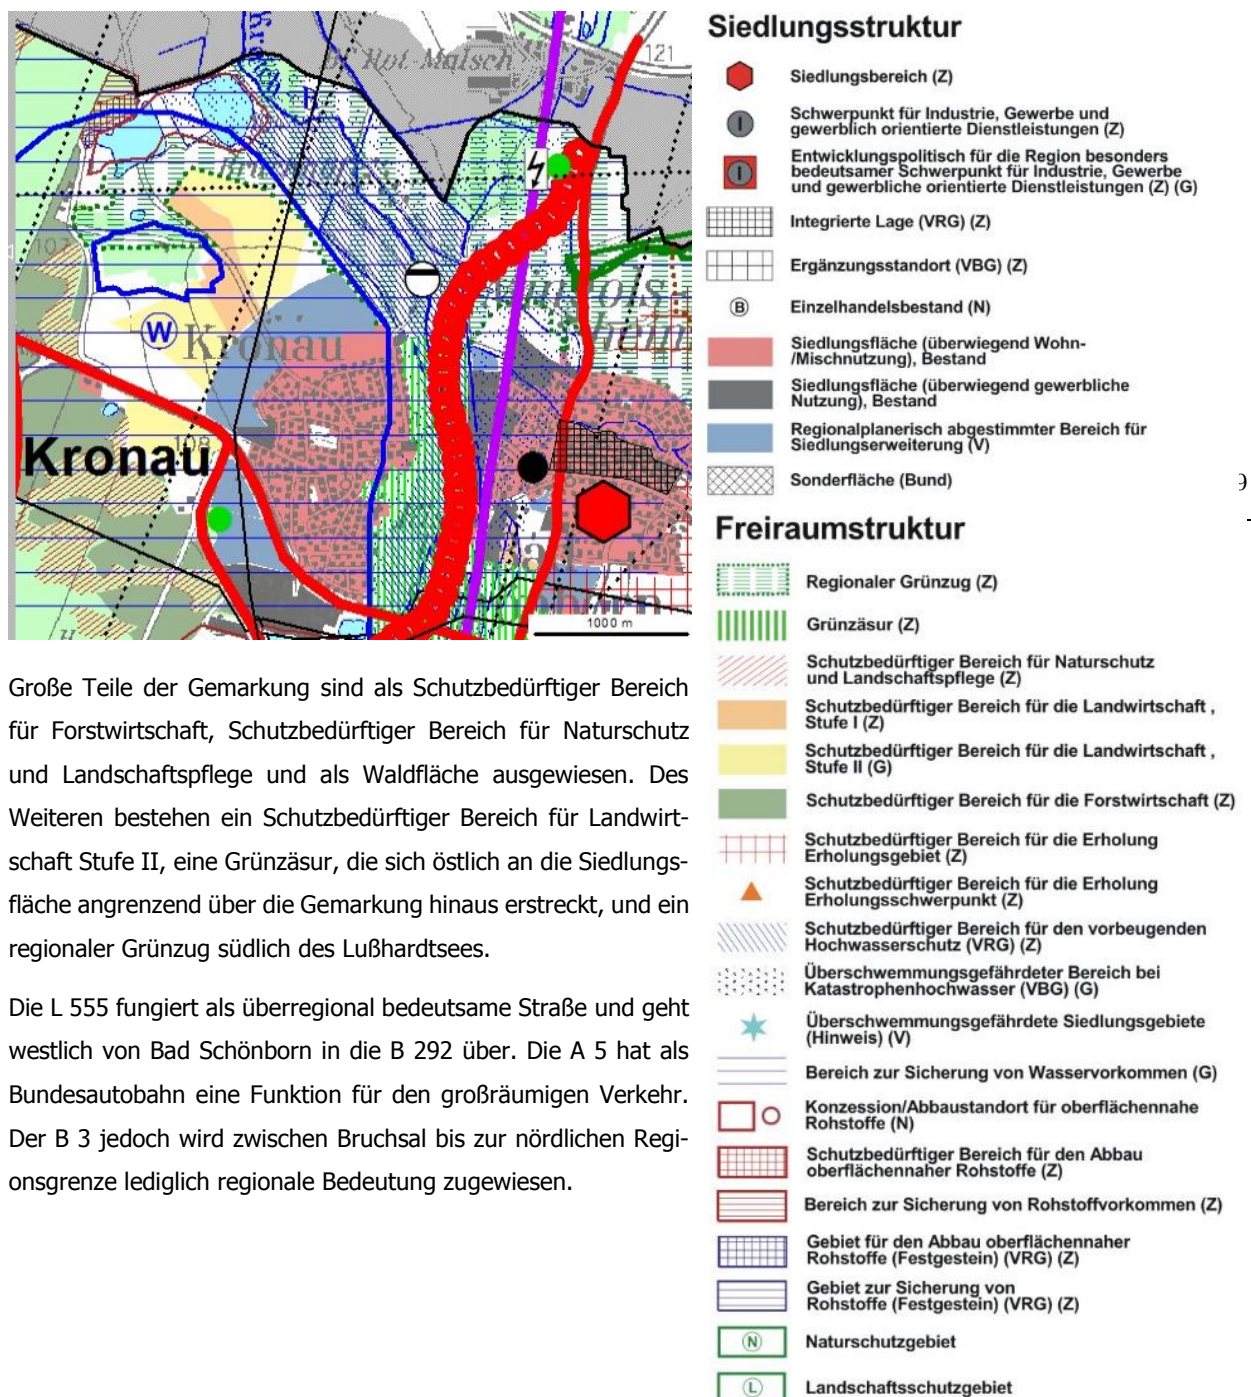 bf Rot-Malsch
121
107
W
Kronau
108
Kronau
1000 m
Große Teile der Gemarkung sind als Schutzbedürftiger Bereich
für Forstwirtschaft, Schutzbedürftiger Bereich für Naturschutz
und Landschaftspflege und als Waldfläche ausgewiesen. Des
Weiteren bestehen ein Schutzbedürftiger Bereich für Landwirt-
schaft Stufe II, eine Grünzäsur, die sich östlich an die Siedlungs-
fläche angrenzend über die Gemarkung hinaus erstreckt, und ein
regionaler Grünzug südlich des Lußhardtsees.
Die L 555 fungiert als überregional bedeutsame Straße und geht
westlich von Bad Schönborn in die B 292 über. Die A 5 hat als
Bundesautobahn eine Funktion für den großräumigen Verkehr.
Der B 3 jedoch wird zwischen Bruchsal bis zur nördlichen Regi-
onsgrenze lediglich regionale Bedeutung zugewiesen.
Siedlungsstruktur
Siedlungsbereich (Z)
I
Schwerpunkt für Industrie, Gewerbe und
gewerblich orientierte Dienstleistungen (Z)
I
Entwicklungspolitisch für die Region besonders
bedeutsamer Schwerpunkt für Industrie, Gewerbe
und gewerbliche orientierte Dienstleistungen (Z) (G)
Integrierte Lage (VRG) (Z)
Ergänzungsstandort (VBG) (Z)
B
Einzelhandelsbestand (N)
Siedlungsfläche (überwiegend Wohn-
/Mischnutzung), Bestand
Siedlungsfläche (überwiegend gewerbliche
Nutzung), Bestand
Regionalplanerisch abgestimmter Bereich für
Siedlungserweiterung (V)
Sonderfläche (Bund)
Freiraumstruktur
Regionaler Grünzug (Z)
Grünzäsur (Z)
Schutzbedürftiger Bereich für Naturschutz
und Landschaftspflege (Z)
Schutzbedürftiger Bereich für die Landwirtschaft ,
Stufe I (Z)
Schutzbedürftiger Bereich für die Landwirtschaft ,
Stufe II (G)
Schutzbedürftiger Bereich für die Forstwirtschaft (Z)
Schutzbedürftiger Bereich für die Erholung
Erholungsgebiet (Z)
Schutzbedürftiger Bereich für die Erholung
Erholungsschwerpunkt (Z)
Schutzbedürftiger Bereich für den vorbeugenden
Hochwasserschutz (VRG) (Z)
Überschwemmungsgefährdeter Bereich bei
Katastrophenhochwasser (VBG) (G)
Überschwemmungsgefährdete Siedlungsgebiete
(Hinweis) (V)
Bereich zur Sicherung von Wasservorkommen (G)
Konzession/Abbaustandort für oberflächennahe
Rohstoffe (N)
Schutzbedürftiger Bereich für den Abbau
oberflächennaher Rohstoffe (Z)
Bereich zur Sicherung von Rohstoffvorkommen (Z)
Gebiet für den Abbau oberflächennaher
Rohstoffe (Festgestein) (VRG) (Z)
Gebiet zur Sicherung von
Rohstoffe (Festgestein) (VRG) (Z)
N
Naturschutzgebiet
L
Landschaftsschutzgebiet